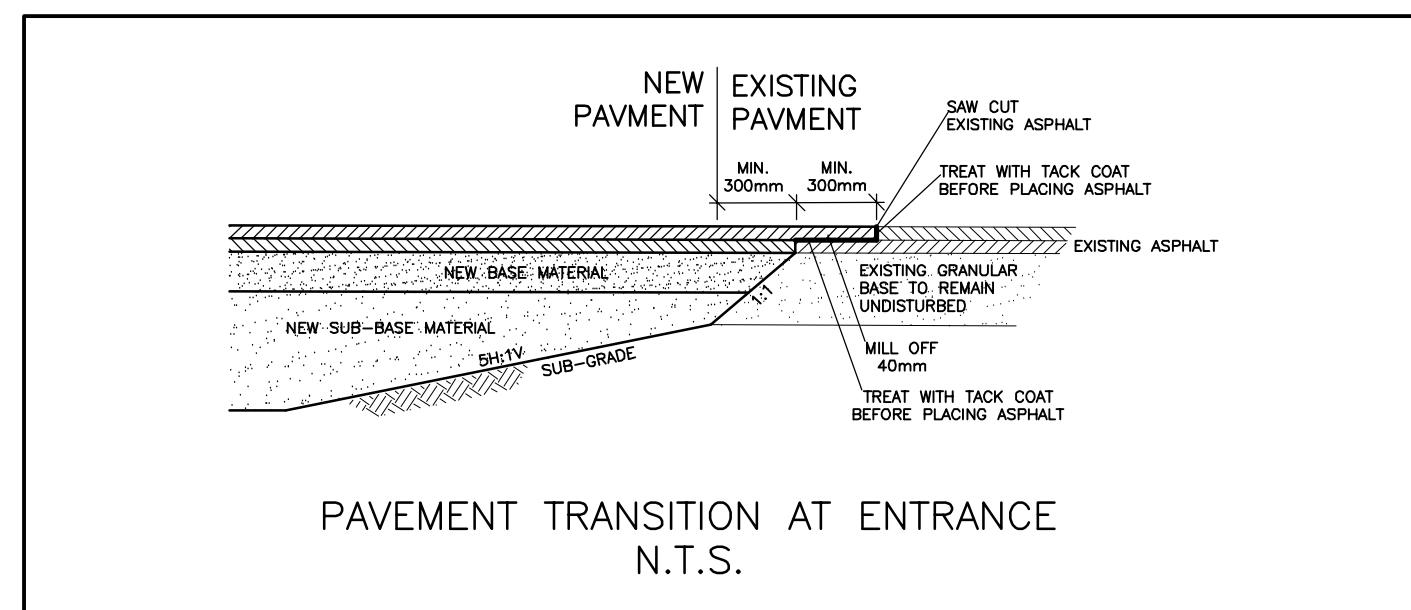 NEW
PAVMENT
EXISTING
PAVMENT
SAW CUT
EXISTING ASPHALT
MIN.
300mm
MIN.
300mm
TREAT WITH TACK COAT
BEFORE PLACING ASPHALT
EXISTING ASPHALT
NEW BASE MATERIAL
EXISTING GRANULAR
BASE TO REMAIN
UNDISTURBED
1:1
NEW SUB-BASE MATERIAL
5H:1V
SUB-GRADE
MILL OFF
40mm
TREAT WITH TACK COAT
BEFORE PLACING ASPHALT
PAVEMENT TRANSITION AT ENTRANCE
N.T.S.